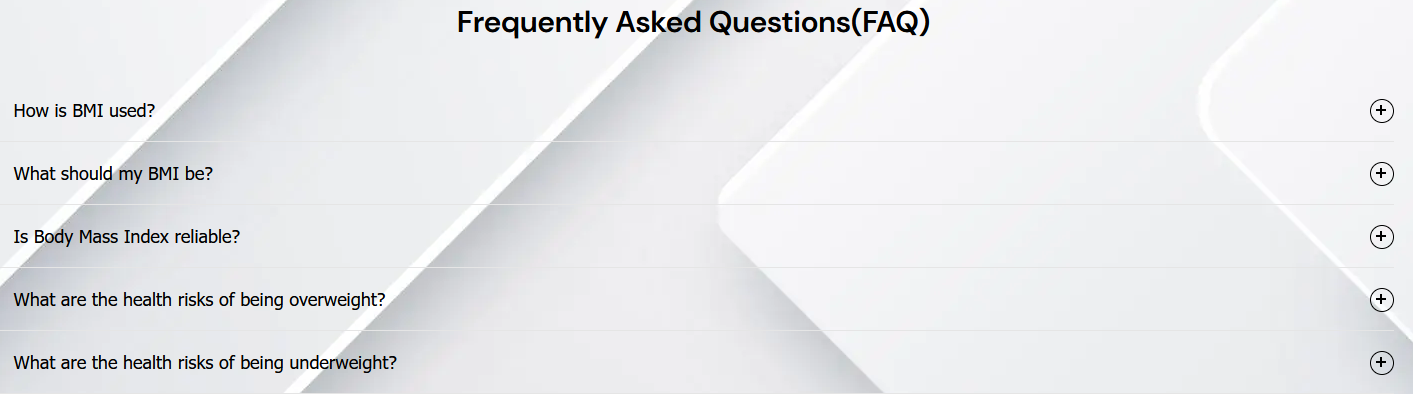 Frequently Asked Questions(FAQ)
How is BMI used?
What should my BMI be?
Is Body Mass Index reliable?
What are the health risks of being overweight?
What are the health risks of being underweight?